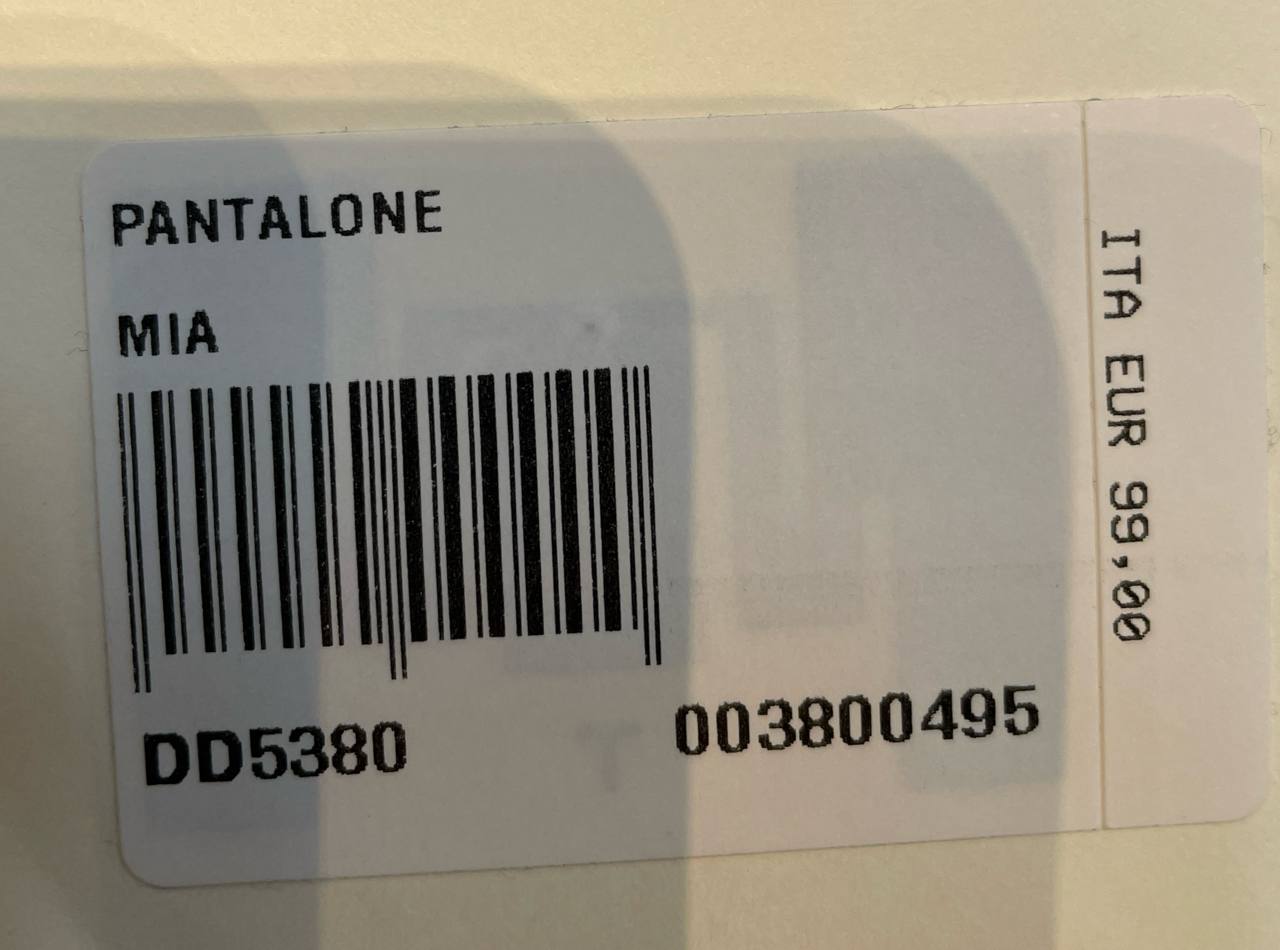 PANTALONE
MIA
DD5380
003800495
ITA EUR 99,00